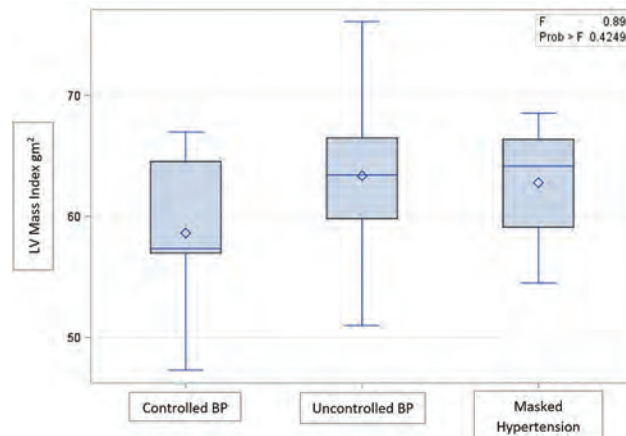 F 0.89
Prob > F 0.4249
70
60
50
LV Mass Index gm²
Controlled BP
Uncontrolled BP
Masked
Hypertension